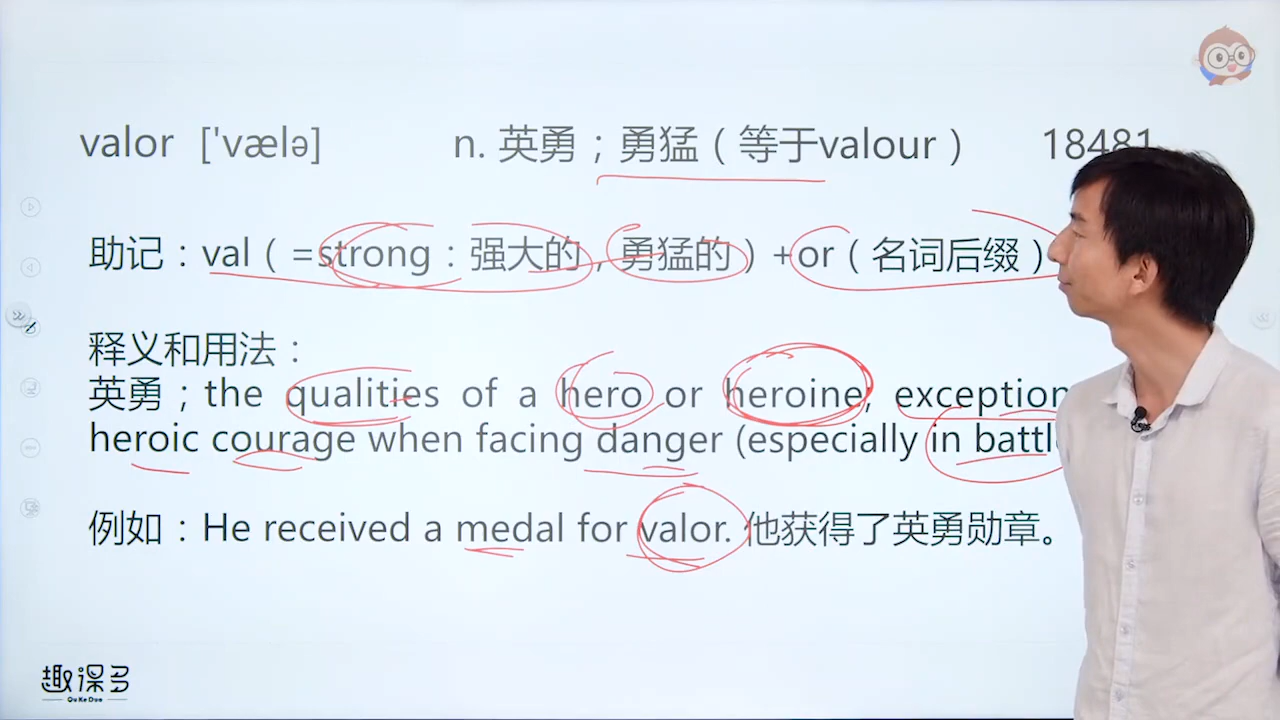 valor ['vælə] n. 英勇；勇猛（等于valour） 18481
助记：val（=strong：强大的，勇猛的）+or（名词后缀）
释义和用法：
英勇；the qualities of a hero or heroine, exception
heroic courage when facing danger (especially in battl
例如：He received a medal for valor. 他获得了英勇勋章。
趣课多
Qu Ke Duo